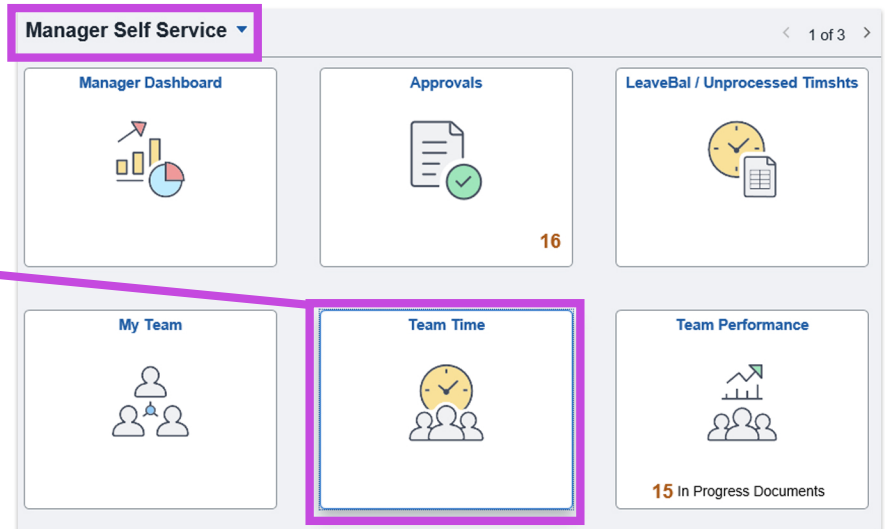 Manager Self Service
1 of 3
Manager Dashboard
Approvals
LeaveBal / Unprocessed Timshts
16
My Team
Team Time
Team Performance
15 In Progress Documents